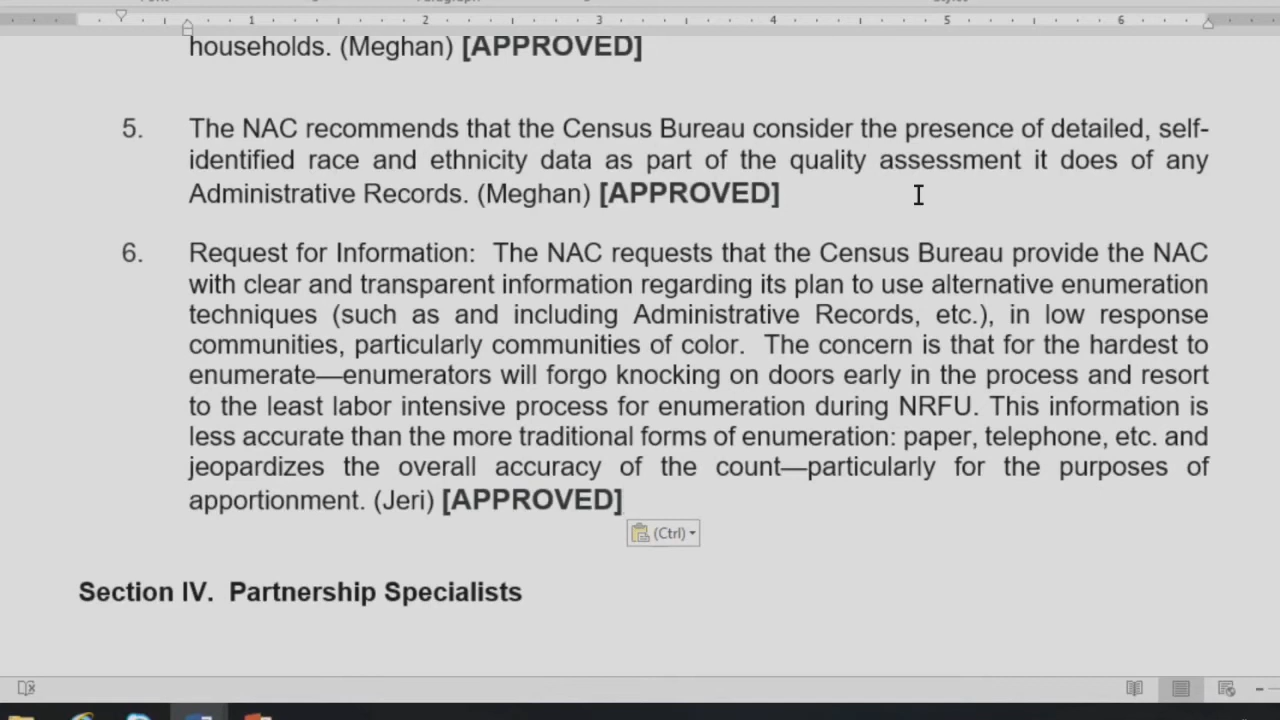 1 2 3 4 5 6
households. (Meghan) [APPROVED]
5. The NAC recommends that the Census Bureau consider the presence of detailed, self-
identified race and ethnicity data as part of the quality assessment it does of any
Administrative Records. (Meghan) [APPROVED]
6. Request for Information:  The NAC requests that the Census Bureau provide the NAC
with clear and transparent information regarding its plan to use alternative enumeration
techniques (such as and including Administrative Records, etc.), in low response
communities, particularly communities of color.  The concern is that for the hardest to
enumerate—enumerators will forgo knocking on doors early in the process and resort
to the least labor intensive process for enumeration during NRFU. This information is
less accurate than the more traditional forms of enumeration: paper, telephone, etc. and
jeopardizes the overall accuracy of the count—particularly for the purposes of
apportionment. (Jeri) [APPROVED]
(Ctrl)
Section IV.  Partnership Specialists